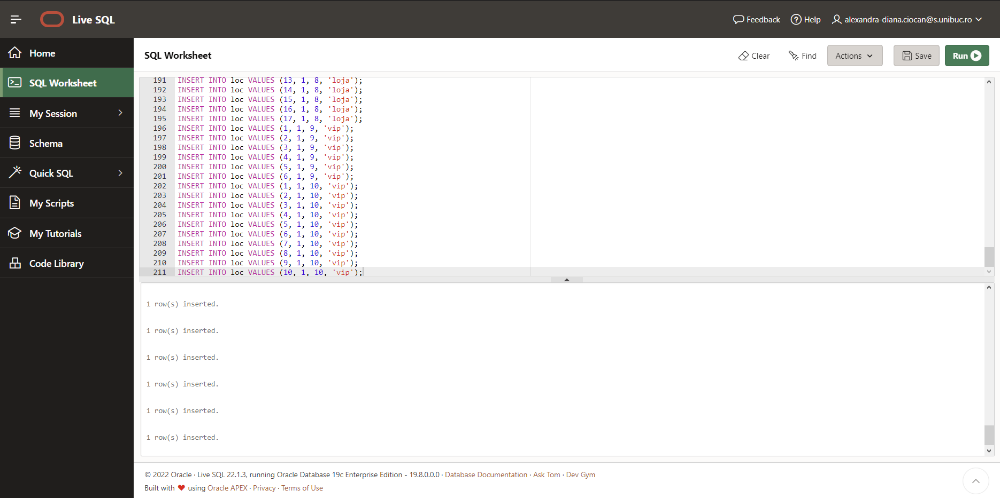 Live SQL
Feedback Help alexandra-diana.ciocan@s.unibuc.ro
Home
SQL Worksheet
My Session
Schema
Quick SQL
My Scripts
My Tutorials
Code Library
SQL Worksheet
Clear Find Actions Save Run
191 INSERT INTO loc VALUES (13, 1, 8, 'loja');
192 INSERT INTO loc VALUES (14, 1, 8, 'loja');
193 INSERT INTO loc VALUES (15, 1, 8, 'loja');
194 INSERT INTO loc VALUES (16, 1, 8, 'loja');
195 INSERT INTO loc VALUES (17, 1, 8, 'loja');
196 INSERT INTO loc VALUES (1, 1, 9, 'vip');
197 INSERT INTO loc VALUES (2, 1, 9, 'vip');
198 INSERT INTO loc VALUES (3, 1, 9, 'vip');
199 INSERT INTO loc VALUES (4, 1, 9, 'vip');
200 INSERT INTO loc VALUES (5, 1, 9, 'vip');
201 INSERT INTO loc VALUES (6, 1, 9, 'vip');
202 INSERT INTO loc VALUES (1, 1, 10, 'vip');
203 INSERT INTO loc VALUES (2, 1, 10, 'vip');
204 INSERT INTO loc VALUES (3, 1, 10, 'vip');
205 INSERT INTO loc VALUES (4, 1, 10, 'vip');
206 INSERT INTO loc VALUES (5, 1, 10, 'vip');
207 INSERT INTO loc VALUES (6, 1, 10, 'vip');
208 INSERT INTO loc VALUES (7, 1, 10, 'vip');
209 INSERT INTO loc VALUES (8, 1, 10, 'vip');
210 INSERT INTO loc VALUES (9, 1, 10, 'vip');
211 INSERT INTO loc VALUES (10, 1, 10, 'vip');
1 row(s) inserted.
1 row(s) inserted.
1 row(s) inserted.
1 row(s) inserted.
1 row(s) inserted.
1 row(s) inserted.
© 2022 Oracle · Live SQL 22.1.3, running Oracle Database 19c Enterprise Edition - 19.8.0.0.0 · Database Documentation · Ask Tom · Dev Gym
Built with ❤ using Oracle APEX · Privacy · Terms of Use